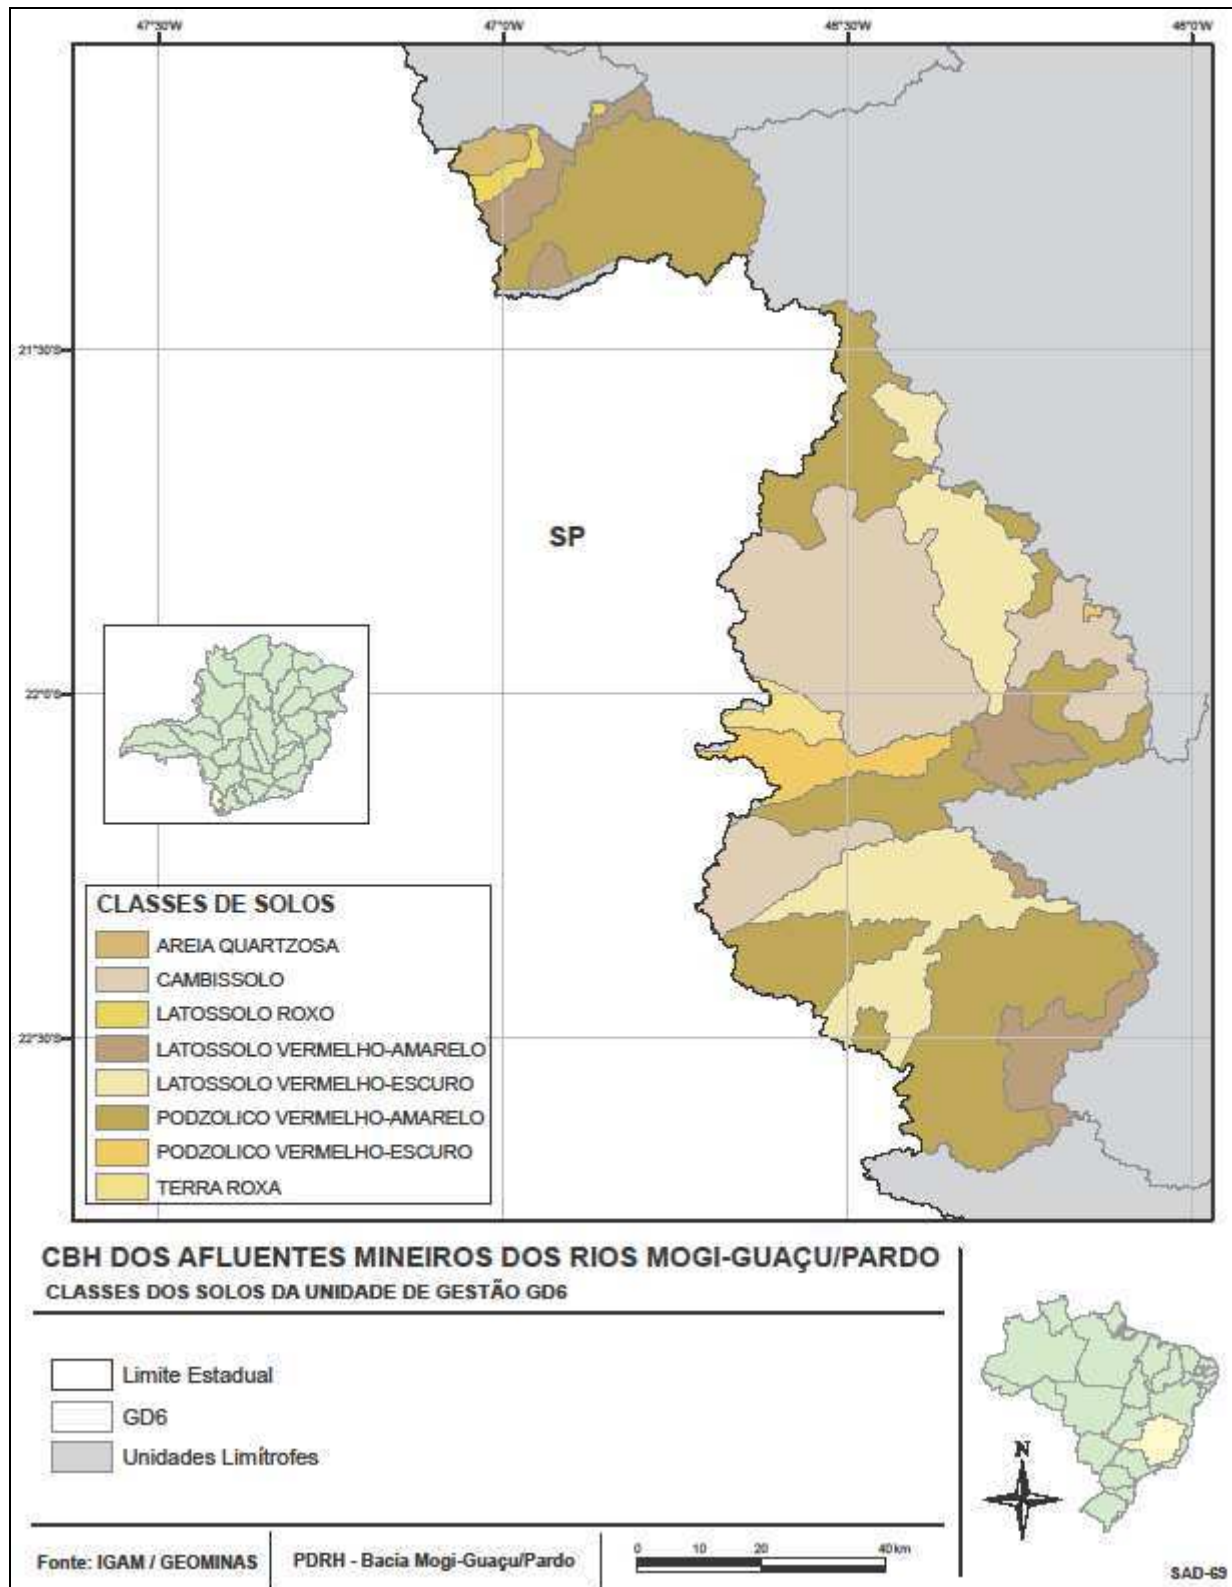 47°30'W
47°0'W
46°30'W
46°0'W
21°30'S
SP
22°0'S
CLASSES DE SOLOS
AREIA QUARTZOSA
CAMBISSOLO
LATOSSOLO ROXO
LATOSSOLO VERMELHO-AMARELO
LATOSSOLO VERMELHO-ESCURO
PODZOLICO VERMELHO-AMARELO
PODZOLICO VERMELHO-ESCURO
TERRA ROXA
22°30'S
CBH DOS AFLUENTES MINEIROS DOS RIOS MOGI-GUAÇU/PARDO
CLASSES DOS SOLOS DA UNIDADE DE GESTÃO GD6
Limite Estadual
GD6
Unidades Limítrofes
N
Fonte: IGAM / GEOMINAS
PDRH - Bacia Mogi-Guaçu/Pardo
0 10 20 40 km
SAD-69